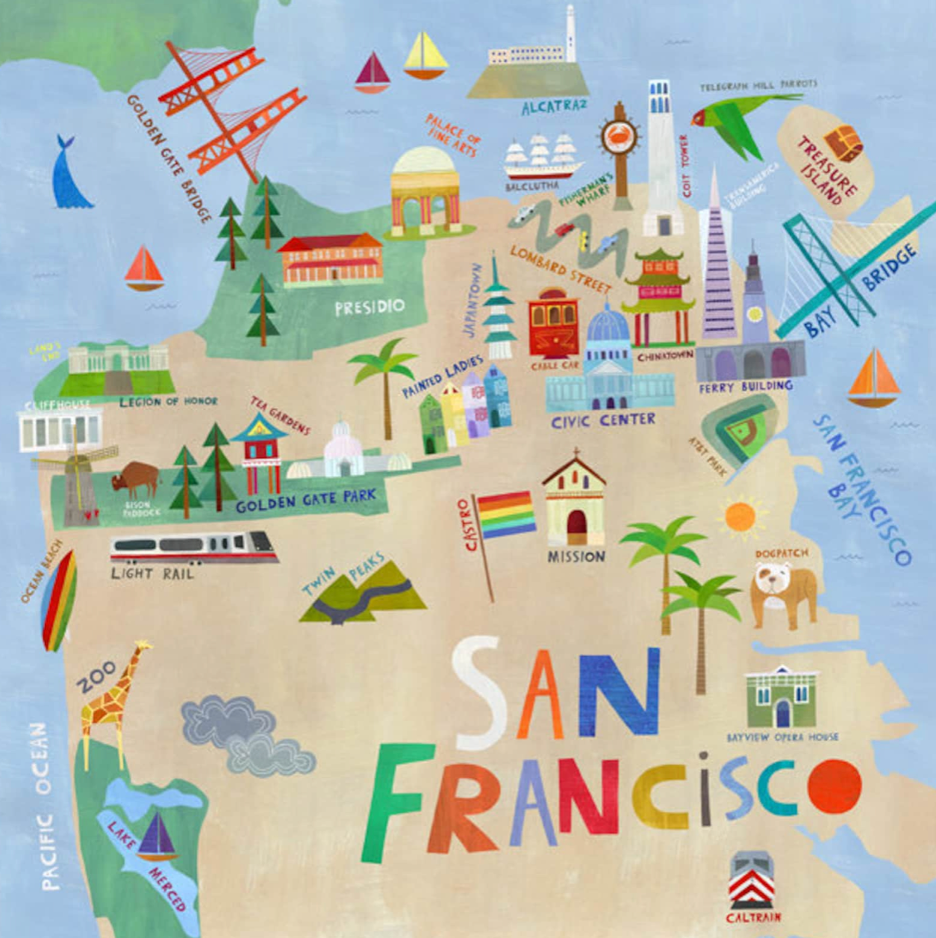 TELEGRAPH HILL PARROTS
ALCATRAZ
GOLDEN GATE BRIDGE
PALACE OF
FINE ARTS
COIT TOWER
TREASURE
ISLAND
BALCLUTHA
FISHERMAN'S
WHARF
TRANSAMERICA
BUILDING
LOMBARD STREET
BAY BRIDGE
PRESIDIO
JAPANTOWN
LAND'S
END
CABLE CAR
CHINATOWN
PAINTED LADIES
FERRY BUILDING
LEGION OF HONOR
CLIFFHOUSE
TEA GARDENS
CIVIC CENTER
AT&T PARK
SAN FRANCISCO
BAY
BISON
PADDOCK
GOLDEN GATE PARK
CASTRO
MISSION
OCEAN BEACH
LIGHT RAIL
TWIN PEAKS
DOGPATCH
ZOO
SAN
FRANCISCO
BAYVIEW OPERA HOUSE
PACIFIC OCEAN
LAKE
MERCED
CALTRAIN